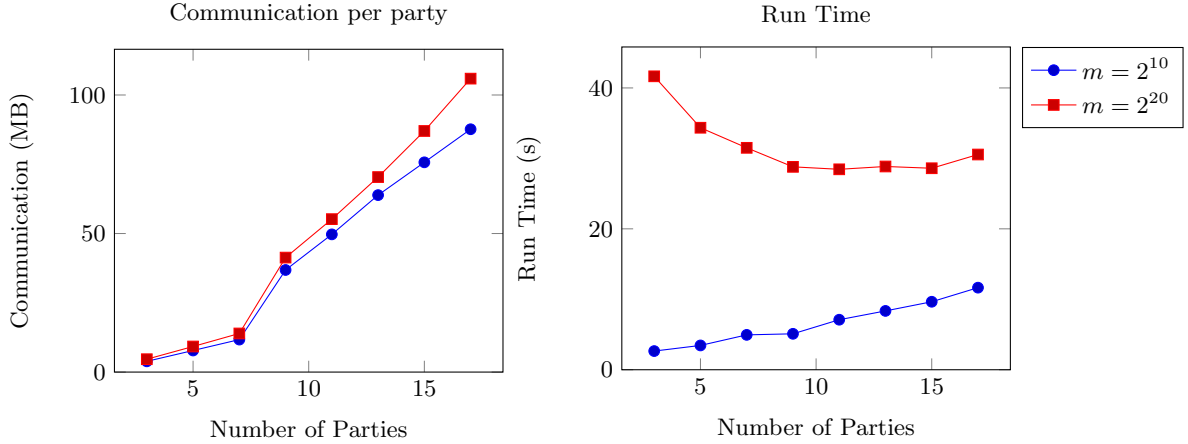 Communication per party
Communication (MB)
100
50
0
5
10
15
Number of Parties
Run Time
Run Time (s)
40
20
0
5
10
15
Number of Parties
m = 2^10
m = 2^20